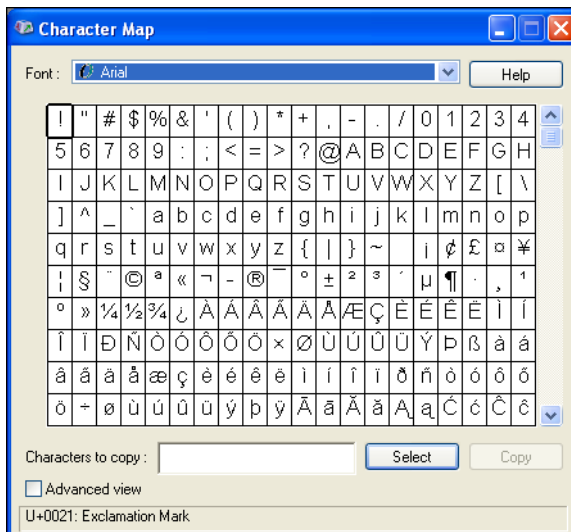 Character Map
Font : Arial Help
! " # $ % & ' ( ) * + , - . / 0 1 2 3 4
5 6 7 8 9 : ; < = > ? @ A B C D E F G H
I J K L M N O P Q R S T U V W X Y Z [ \
] ^ _ ` a b c d e f g h i j k l m n o p
q r s t u v w x y z { | } ~ ¡ ¢ £ ¤ ¥
¦ § ¨ © ª « ¬ - ® ¯ ° ± ² ³ ´ µ ¶ · ¸ ¹
º » ¼ ½ ¾ ¿ À Á Â Ã Ä Å Æ Ç È É Ê Ë Ì Í
Î Ï Ð Ñ Ò Ó Ô Õ Ö × Ø Ù Ú Û Ü Ý Þ ß à á
â ã ä å æ ç è é ê ë ì í î ï ð ñ ò ó ô õ
ö ÷ ø ù ú û ü ý þ ÿ Ā ā Ă ă Ą ą Ć ć Ĉ ĉ
Characters to copy : Select Copy
Advanced view
U+0021: Exclamation Mark